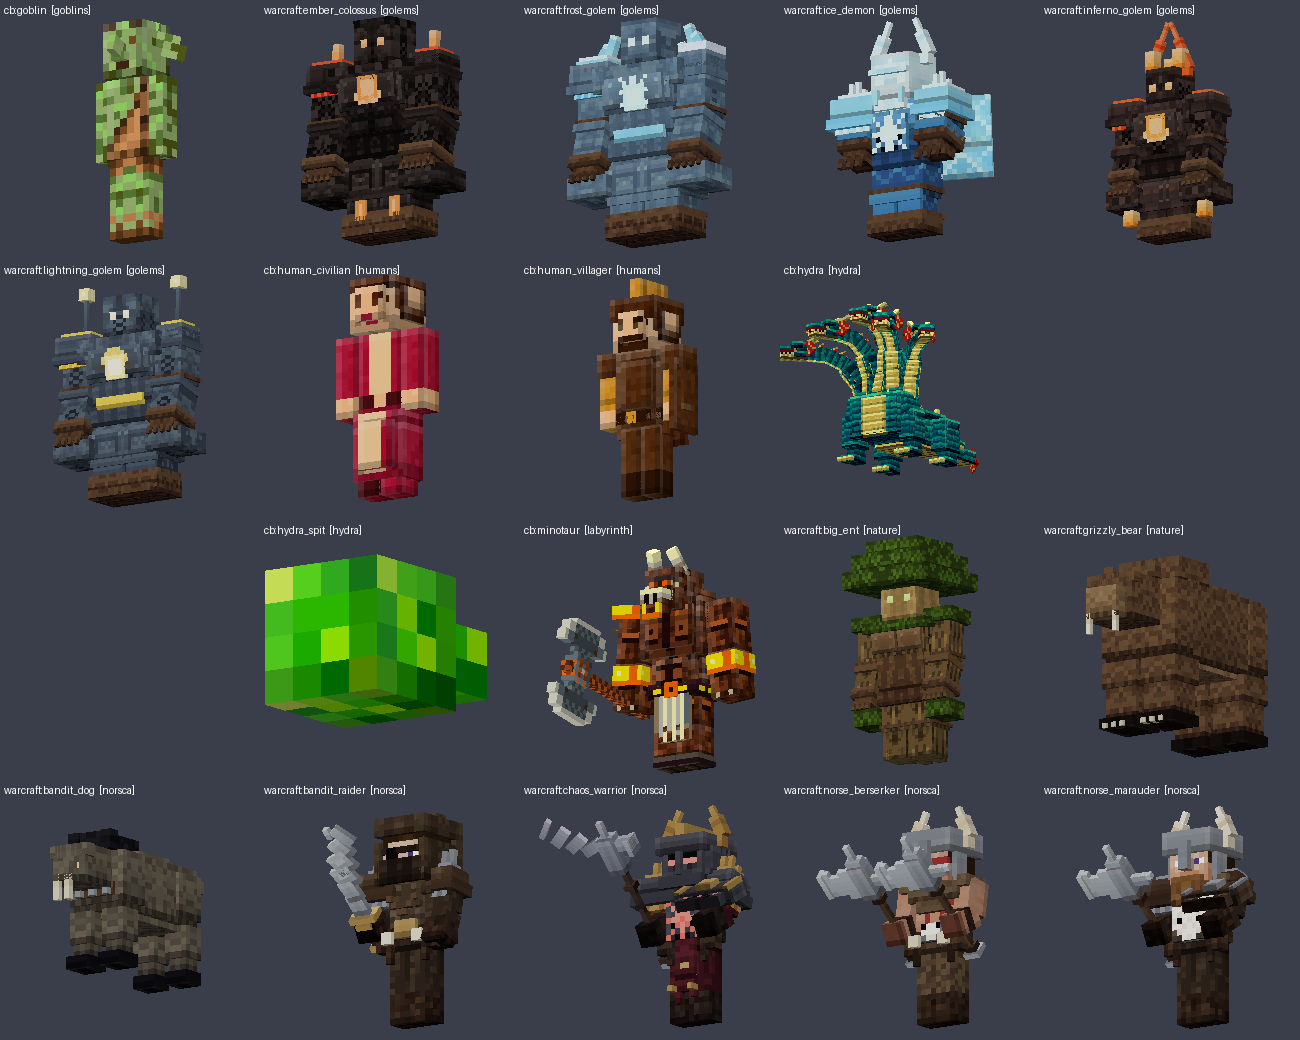 cb:goblin [goblins]
warcraft:ember_colossus [golems]
warcraft:frost_golem [golems]
warcraft:ice_demon [golems]
warcraft:inferno_golem [golems]
warcraft:lightning_golem [golems]
cb:human_civilian [humans]
cb:human_villager [humans]
cb:hydra [hydra]
cb:hydra_spit [hydra]
cb:minotaur [labyrinth]
warcraft:big_ent [nature]
warcraft:grizzly_bear [nature]
warcraft:bandit_dog [norsca]
warcraft:bandit_raider [norsca]
warcraft:chaos_warrior [norsca]
warcraft:norse_berserker [norsca]
warcraft:norse_marauder [norsca]